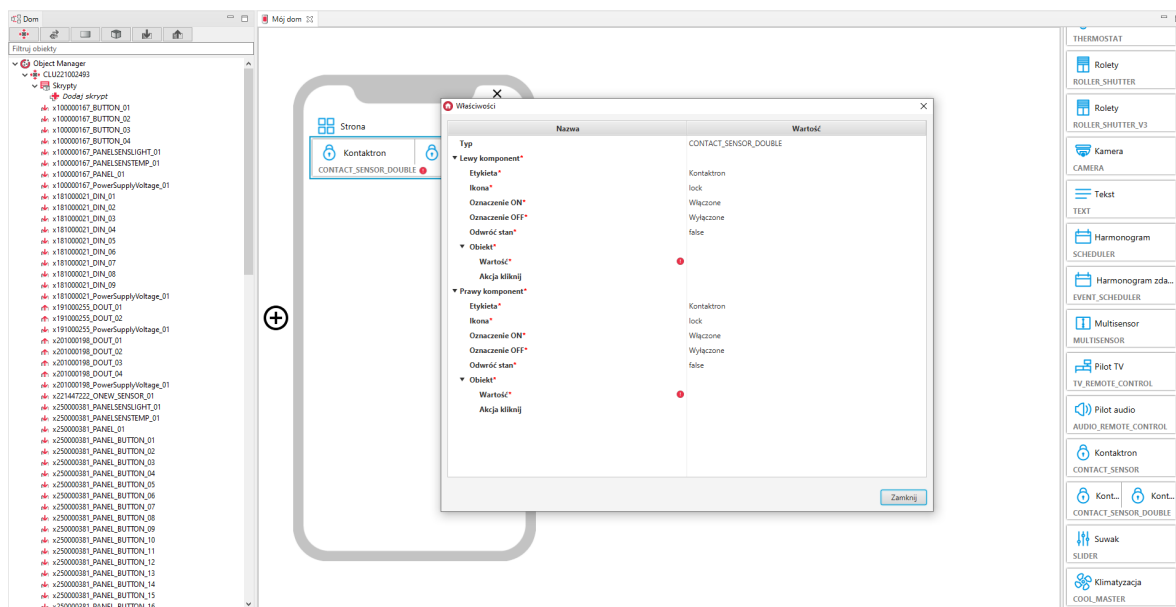 Dom
Filtruj obiekty
Object Manager
CLU221002493
Skrypty
Dodaj skrypt
x100000167_BUTTON_01
x100000167_BUTTON_02
x100000167_BUTTON_03
x100000167_BUTTON_04
x100000167_PANELSENSLIGHT_01
x100000167_PANELSENSTEMP_01
x100000167_PANEL_01
x100000167_PowerSupplyVoltage_01
x181000021_DIN_01
x181000021_DIN_02
x181000021_DIN_03
x181000021_DIN_04
x181000021_DIN_05
x181000021_DIN_06
x181000021_DIN_07
x181000021_DIN_08
x181000021_DIN_09
x181000021_PowerSupplyVoltage_01
x191000255_DOUT_01
x191000255_DOUT_02
x191000255_PowerSupplyVoltage_01
x201000198_DOUT_01
x201000198_DOUT_02
x201000198_DOUT_03
x201000198_DOUT_04
x201000198_PowerSupplyVoltage_01
x221447222_ONEW_SENSOR_01
x250000381_PANELSENSLIGHT_01
x250000381_PANELSENSTEMP_01
x250000381_PANEL_01
x250000381_PANEL_BUTTON_01
x250000381_PANEL_BUTTON_02
x250000381_PANEL_BUTTON_03
x250000381_PANEL_BUTTON_04
x250000381_PANEL_BUTTON_05
x250000381_PANEL_BUTTON_06
x250000381_PANEL_BUTTON_07
x250000381_PANEL_BUTTON_08
x250000381_PANEL_BUTTON_09
x250000381_PANEL_BUTTON_10
x250000381_PANEL_BUTTON_11
x250000381_PANEL_BUTTON_12
x250000381_PANEL_BUTTON_13
x250000381_PANEL_BUTTON_14
x250000381_PANEL_BUTTON_15
x250000381_PANEL_BUTTON_16
Mój dom
Strona
Kontaktron
CONTACT_SENSOR_DOUBLE
Właściwości
Nazwa Wartość
Typ CONTACT_SENSOR_DOUBLE
Lewy komponent*
Etykieta* Kontaktron
Ikona* lock
Oznaczenie ON* Włączone
Oznaczenie OFF* Wyłączone
Odwróć stan* false
Obiekt*
Wartość*
Akcja kliknij
Prawy komponent*
Etykieta* Kontaktron
Ikona* lock
Oznaczenie ON* Włączone
Oznaczenie OFF* Wyłączone
Odwróć stan* false
Obiekt*
Wartość*
Akcja kliknij
Zamknij
THERMOSTAT
Rolety
ROLLER_SHUTTER
Rolety
ROLLER_SHUTTER_V3
Kamera
CAMERA
Tekst
TEXT
Harmonogram
SCHEDULER
Harmonogram zda...
EVENT_SCHEDULER
Multisensor
MULTISENSOR
Pilot TV
TV_REMOTE_CONTROL
Pilot audio
AUDIO_REMOTE_CONTROL
Kontaktron
CONTACT_SENSOR
Kont... Kont...
CONTACT_SENSOR_DOUBLE
Suwak
SLIDER
Klimatyzacja
COOL_MASTER